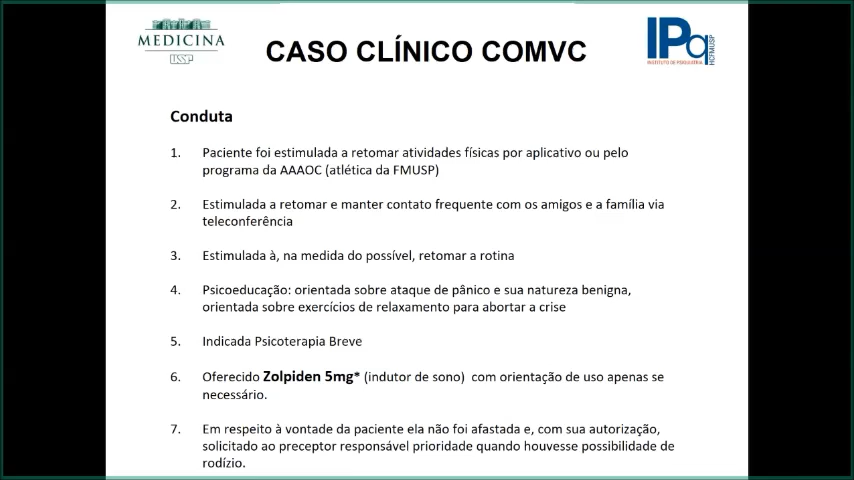 MEDICINA
USP
CASO CLÍNICO COMVC
IPq
INSTITUTO DE PSIQUIATRIA
HCFMUSP
Conduta
1. Paciente foi estimulada a retomar atividades físicas por aplicativo ou pelo
programa da AAAOC (atlética da FMUSP)
2. Estimulada a retomar e manter contato frequente com os amigos e a família via
teleconferência
3. Estimulada à, na medida do possível, retomar a rotina
4. Psicoeducação: orientada sobre ataque de pânico e sua natureza benigna,
orientada sobre exercícios de relaxamento para abortar a crise
5. Indicada Psicoterapia Breve
6. Oferecido Zolpiden 5mg* (indutor de sono) com orientação de uso apenas se
necessário.
7. Em respeito à vontade da paciente ela não foi afastada e, com sua autorização,
solicitado ao preceptor responsável prioridade quando houvesse possibilidade de
rodízio.